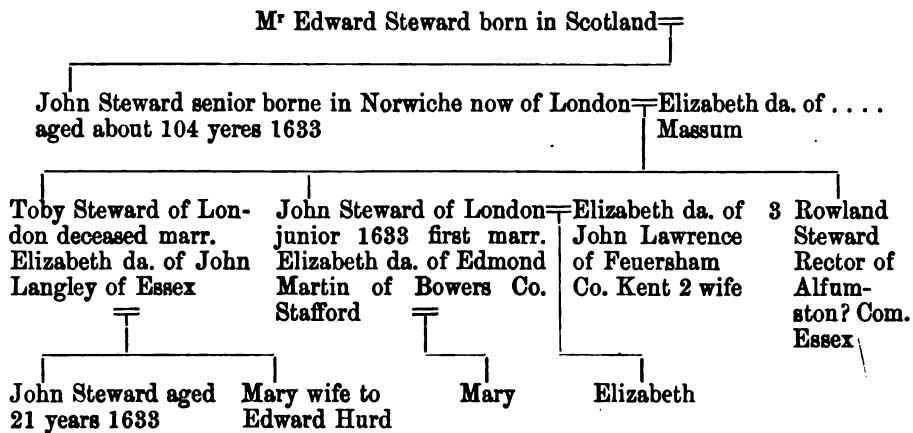 Mr Edward Steward born in Scotland
John Steward senior borne in Norwiche now of London
aged about 104 yeres 1633
Elizabeth da. of . . . .
Massum
Toby Steward of Lon-
don deceased marr.
Elizabeth da. of John
Langley of Essex
John Steward of London
junior 1633 first marr.
Elizabeth da. of Edmond
Martin of Bowers Co.
Stafford
Elizabeth da. of
John Lawrence
of Feuersham
Co. Kent 2 wife
3 Rowland
Steward
Rector of
Alfum-
ston? Com.
Essex
John Steward aged
21 years 1633
Mary wife to
Edward Hurd
Mary
Elizabeth